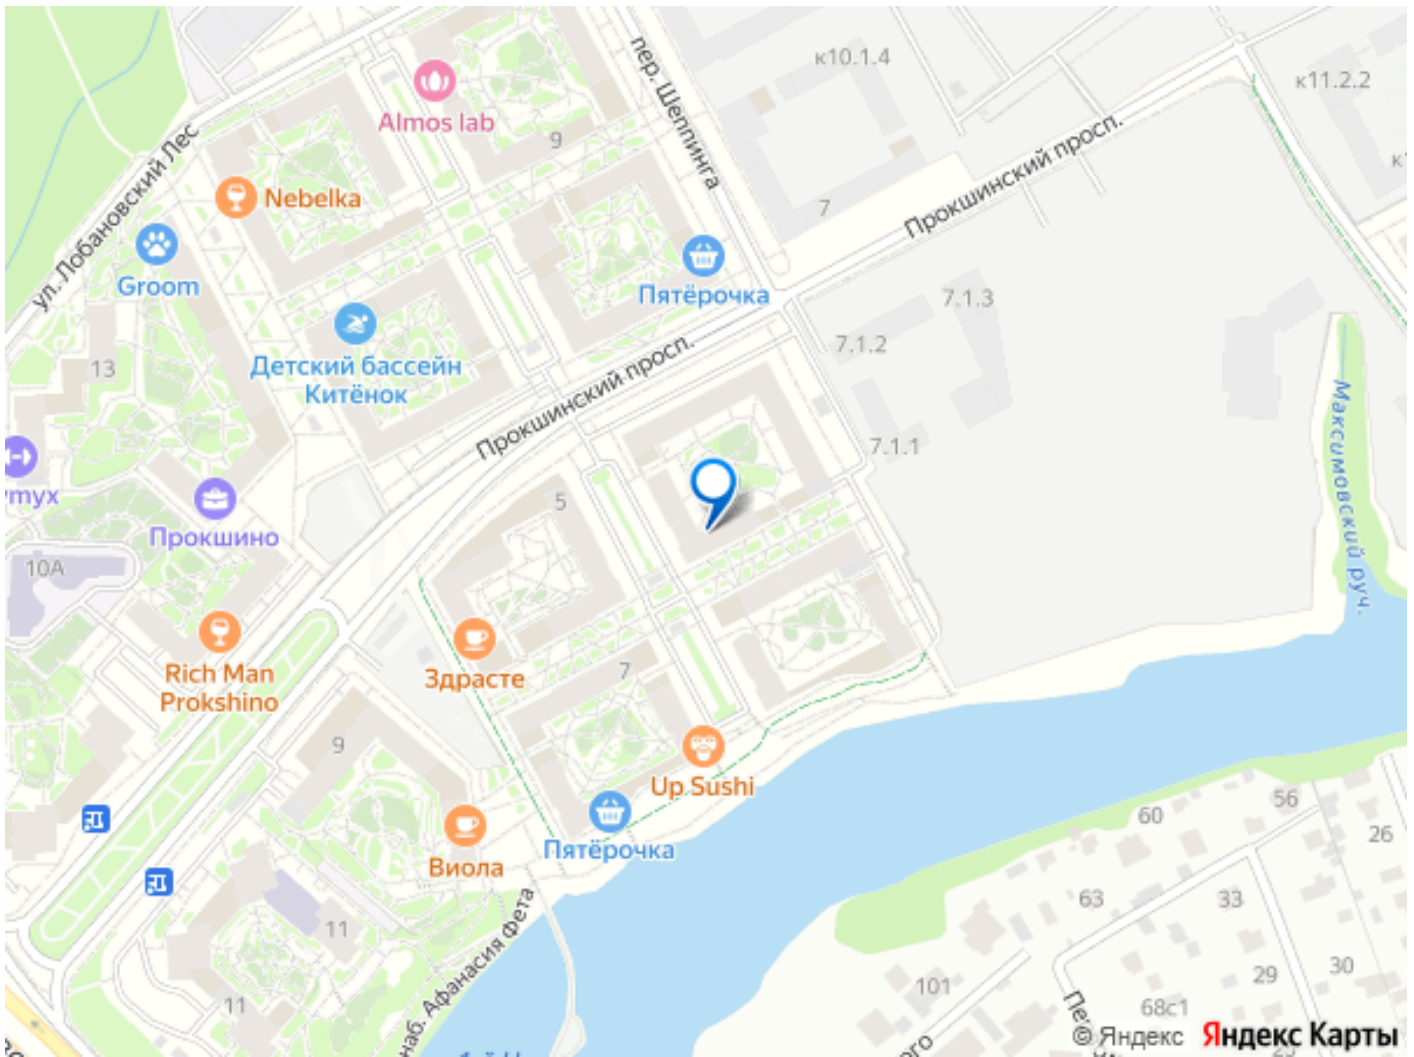 пер. Шеппинга
к10.1.4
к11.2.2
Almos lab
9
Прокшинский просп.
ул. Лобановский Лес
Nebelka
7
Groom
Пятёрочка
7.1.3
7.1.2
Детский бассейн
Китёнок
13
Прокшинский просп.
Максимовский руч.
7.1.1
Прокшино
5
10А
Rich Man
Prokshino
Здрасте
7
9
Up Sushi
Виола
Пятёрочка
60
56
26
63
33
11
наб. Афанасия Фета
101
29
30
11
68с1
© Яндекс
Яндекс Карты